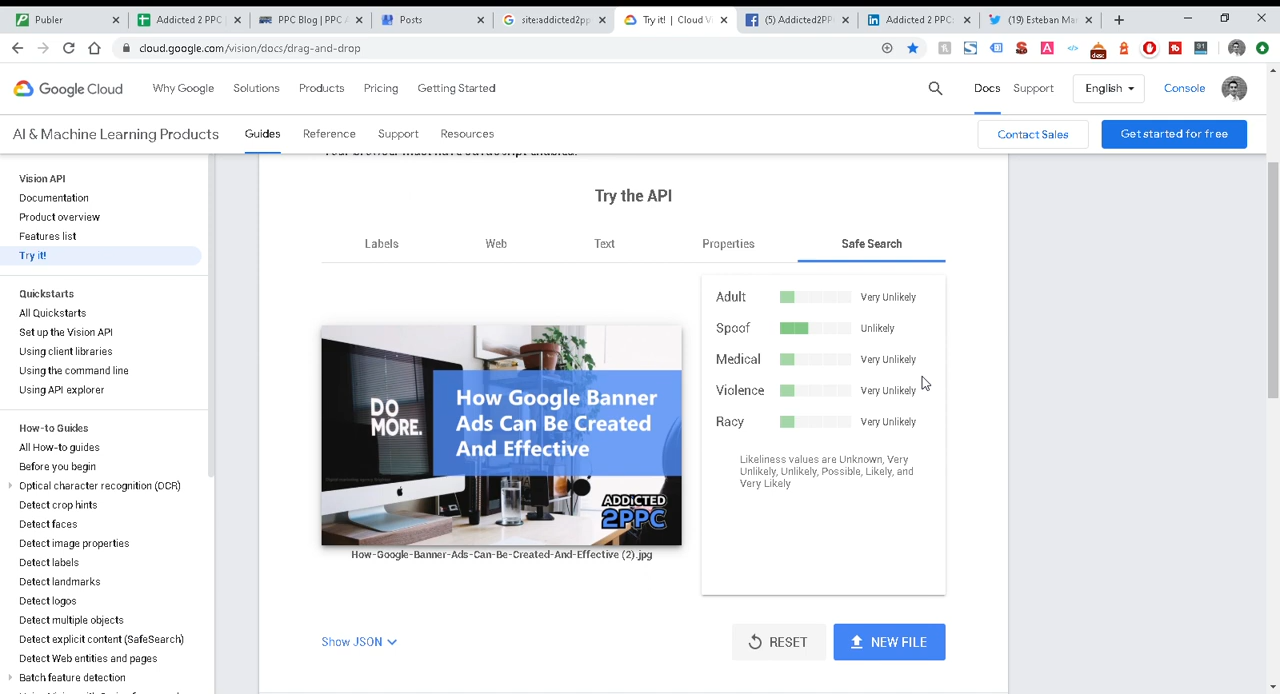 Publer
Addicted 2 PPC
PPC Blog | PPC
Posts
site:addicted2pp
Try it! | Cloud V
(5) Addicted2PP
Addicted 2 PPC:
(19) Esteban Ma
cloud.google.com/vision/docs/drag-and-drop
desc
91
Google Cloud
Why Google
Solutions
Products
Pricing
Getting Started
Docs
Support
English
Console
AI & Machine Learning Products
Guides
Reference
Support
Resources
Contact Sales
Get started for free
Vision API
Documentation
Product overview
Features list
Try it!
Quickstarts
All Quickstarts
Set up the Vision API
Using client libraries
Using the command line
Using API explorer
How-to Guides
All How-to guides
Before you begin
Optical character recognition (OCR)
Detect crop hints
Detect faces
Detect image properties
Detect labels
Detect landmarks
Detect logos
Detect multiple objects
Detect explicit content (SafeSearch)
Detect Web entities and pages
Batch feature detection
Your browser must have JavaScript enabled.
Try the API
Labels
Web
Text
Properties
Safe Search
DO
MORE.
How Google Banner
Ads Can Be Created
And Effective
ADDiCTED
2PPC
How-Google-Banner-Ads-Can-Be-Created-And-Effective (2).jpg
Adult Very Unlikely
Spoof Unlikely
Medical Very Unlikely
Violence Very Unlikely
Racy Very Unlikely
Likeliness values are Unknown, Very
Unlikely, Unlikely, Possible, Likely, and
Very Likely
Show JSON
RESET
NEW FILE